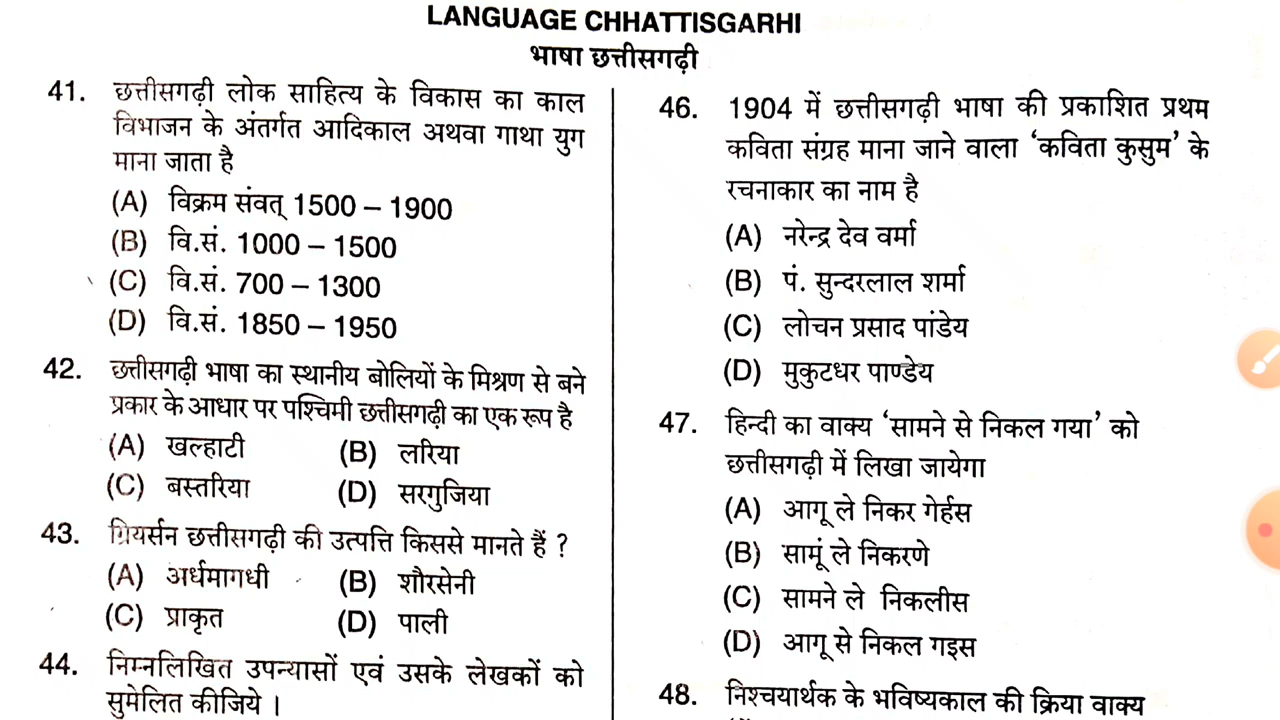 LANGUAGE CHHATTISGARHI
भाषा छत्तीसगढ़ी
41. छत्तीसगढ़ी लोक साहित्य के विकास का काल
विभाजन के अंतर्गत आदिकाल अथवा गाथा युग
माना जाता है
(A) विक्रम संवत् 1500 – 1900
(B) वि.सं. 1000 – 1500
(C) वि.सं. 700 – 1300
(D) वि.सं. 1850 – 1950
42. छत्तीसगढ़ी भाषा का स्थानीय बोलियों के मिश्रण से बने
प्रकार के आधार पर पश्चिमी छत्तीसगढ़ी का एक रूप है
(A) खल्हाटी (B) लरिया
(C) बस्तरिया (D) सरगुजिया
43. ग्रियर्सन छत्तीसगढ़ी की उत्पत्ति किससे मानते हैं ?
(A) अर्धमागधी (B) शौरसेनी
(C) प्राकृत (D) पाली
44. निम्नलिखित उपन्यासों एवं उसके लेखकों को
सुमेलित कीजिये ।
46. 1904 में छत्तीसगढ़ी भाषा की प्रकाशित प्रथम
कविता संग्रह माना जाने वाला ‘कविता कुसुम’ के
रचनाकार का नाम है
(A) नरेन्द्र देव वर्मा
(B) पं. सुन्दरलाल शर्मा
(C) लोचन प्रसाद पांडेय
(D) मुकुटधर पाण्डेय
47. हिन्दी का वाक्य ‘सामने से निकल गया’ को
छत्तीसगढ़ी में लिखा जायेगा
(A) आगू ले निकर गेर्हस
(B) सामूं ले निकरणे
(C) सामने ले निकलीस
(D) आगू से निकल गइस
48. निश्चयार्थक के भविष्यकाल की क्रिया वाक्य